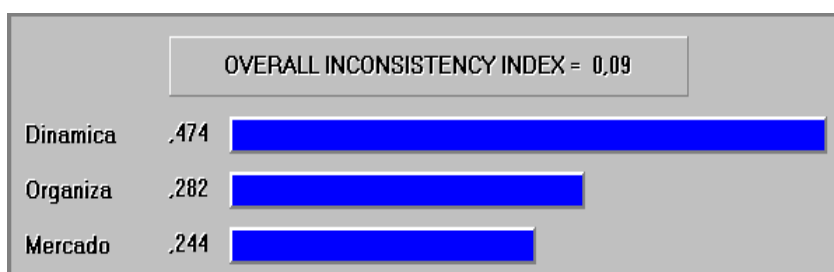 OVERALL INCONSISTENCY INDEX = 0,09
Dinamica ,474
Organiza ,282
Mercado ,244